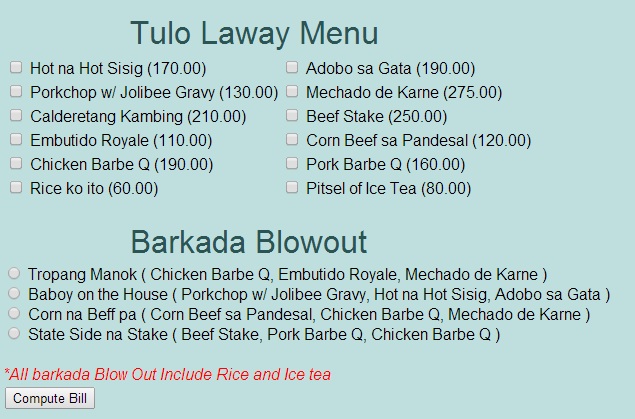 Tulo Laway Menu
Hot na Hot Sisig (170.00) Adobo sa Gata (190.00)
Porkchop w/ Jolibee Gravy (130.00) Mechado de Karne (275.00)
Calderetang Kambing (210.00) Beef Stake (250.00)
Embutido Royale (110.00) Corn Beef sa Pandesal (120.00)
Chicken Barbe Q (190.00) Pork Barbe Q (160.00)
Rice ko ito (60.00) Pitsel of Ice Tea (80.00)
Barkada Blowout
Tropang Manok ( Chicken Barbe Q, Embutido Royale, Mechado de Karne )
Baboy on the House ( Porkchop w/ Jolibee Gravy, Hot na Hot Sisig, Adobo sa Gata )
Corn na Beff pa ( Corn Beef sa Pandesal, Chicken Barbe Q, Mechado de Karne )
State Side na Stake ( Beef Stake, Pork Barbe Q, Chicken Barbe Q )
*All barkada Blow Out Include Rice and Ice tea
Compute Bill